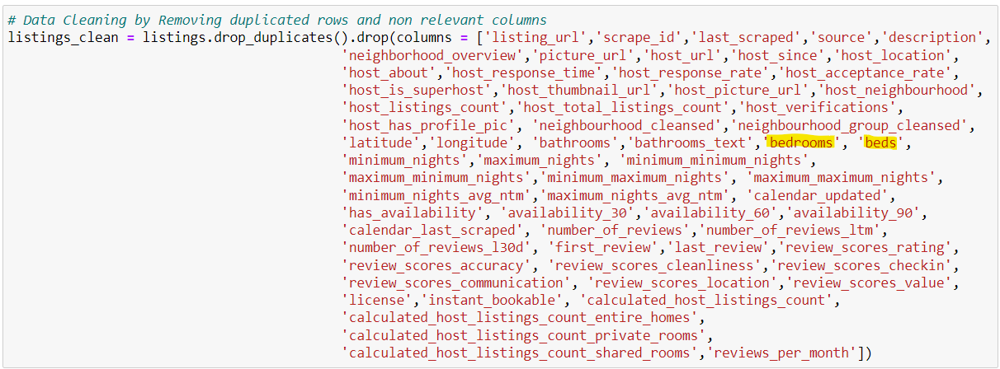 # Data Cleaning by Removing duplicated rows and non relevant columns
listings_clean = listings.drop_duplicates().drop(columns = ['listing_url','scrape_id','last_scraped','source','description',
'neighborhood_overview','picture_url','host_url','host_since','host_location',
'host_about','host_response_time','host_response_rate','host_acceptance_rate',
'host_is_superhost','host_thumbnail_url','host_picture_url','host_neighbourhood',
'host_listings_count','host_total_listings_count','host_verifications',
'host_has_profile_pic', 'neighbourhood_cleansed','neighbourhood_group_cleansed',
'latitude','longitude', 'bathrooms','bathrooms_text','bedrooms', 'beds',
'minimum_nights','maximum_nights', 'minimum_minimum_nights',
'maximum_minimum_nights','minimum_maximum_nights', 'maximum_maximum_nights',
'minimum_nights_avg_ntm','maximum_nights_avg_ntm', 'calendar_updated',
'has_availability', 'availability_30','availability_60','availability_90',
'calendar_last_scraped', 'number_of_reviews','number_of_reviews_ltm',
'number_of_reviews_l30d', 'first_review','last_review','review_scores_rating',
'review_scores_accuracy', 'review_scores_cleanliness','review_scores_checkin',
'review_scores_communication', 'review_scores_location','review_scores_value',
'license','instant_bookable', 'calculated_host_listings_count',
'calculated_host_listings_count_entire_homes',
'calculated_host_listings_count_private_rooms',
'calculated_host_listings_count_shared_rooms','reviews_per_month'])